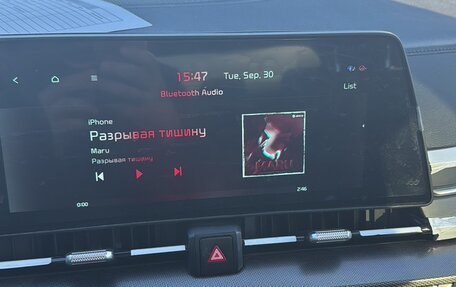 15:47 Tue, Sep. 30
Bluetooth Audio
List
iPhone
Разрывая тишину
Maru
Разрывая тишину
0:00 2:46